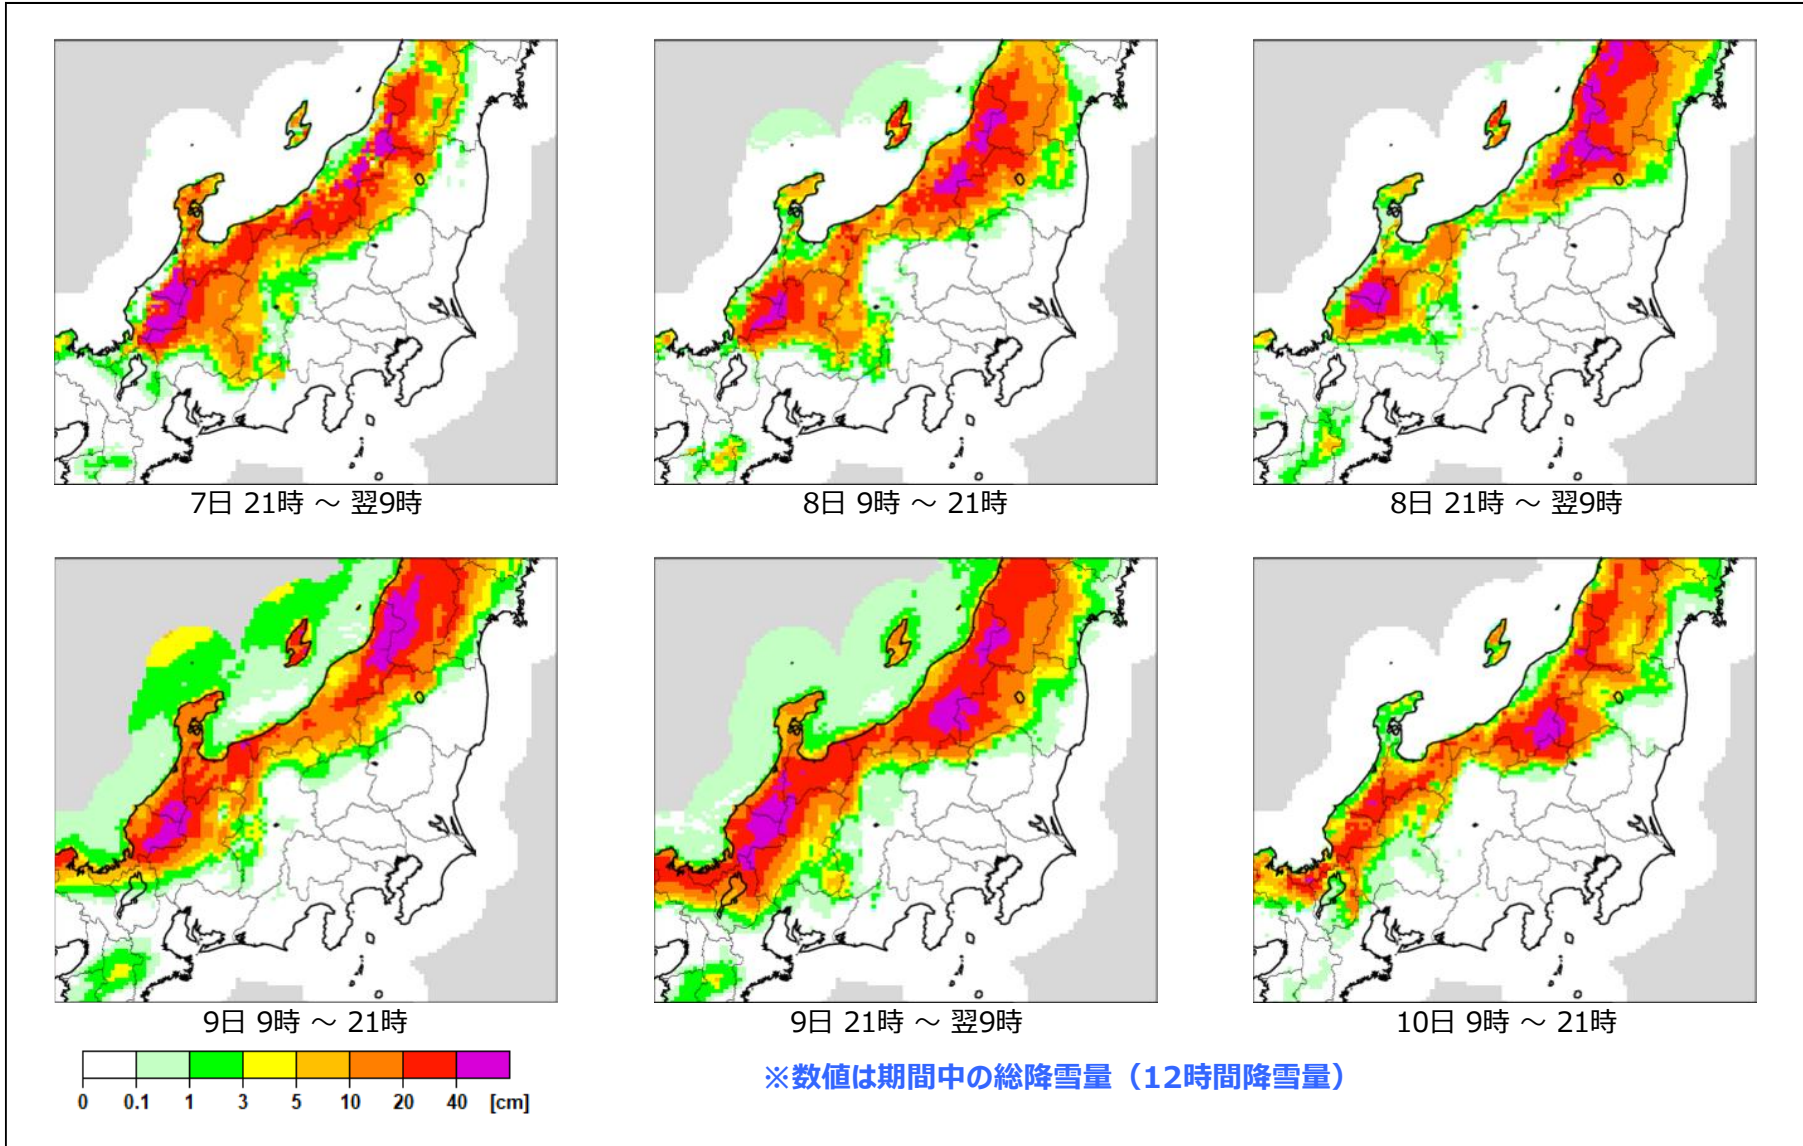 7日 21時 ～ 翌9時
8日 9時 ～ 21時
8日 21時 ～ 翌9時
9日 9時 ～ 21時
9日 21時 ～ 翌9時
10日 9時 ～ 21時
0 0.1 1 3 5 10 20 40 [cm]
※数値は期間中の総降雪量（12時間降雪量）